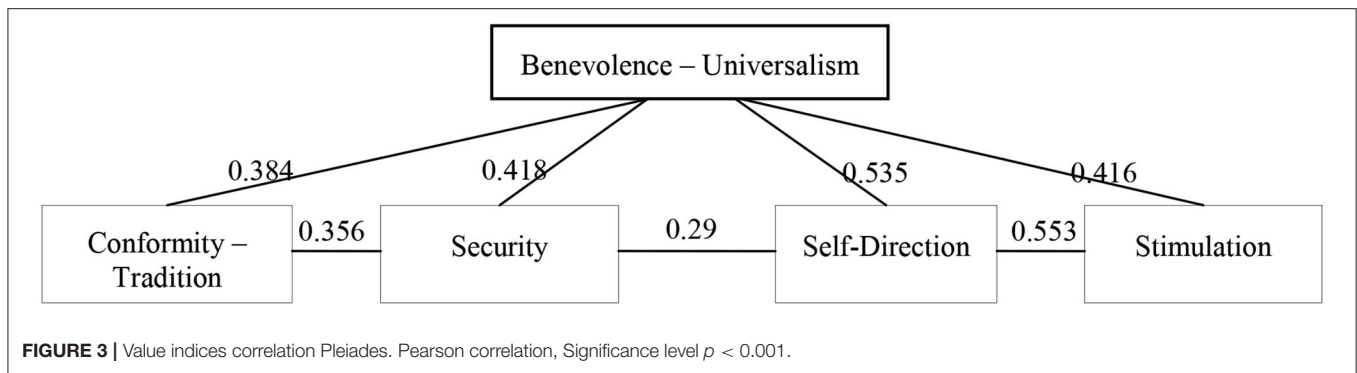 Benevolence – Universalism
0.384
0.418
0.535
0.416
Conformity –
Tradition
0.356
Security
0.29
Self-Direction
0.553
Stimulation
FIGURE 3 | Value indices correlation Pleiades. Pearson correlation, Significance level p < 0.001.